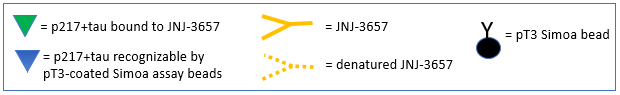 = p217+tau bound to JNJ-3657
= p217+tau recognizable by
pT3-coated Simoa assay beads
= JNJ-3657
= denatured JNJ-3657
= pT3 Simoa bead